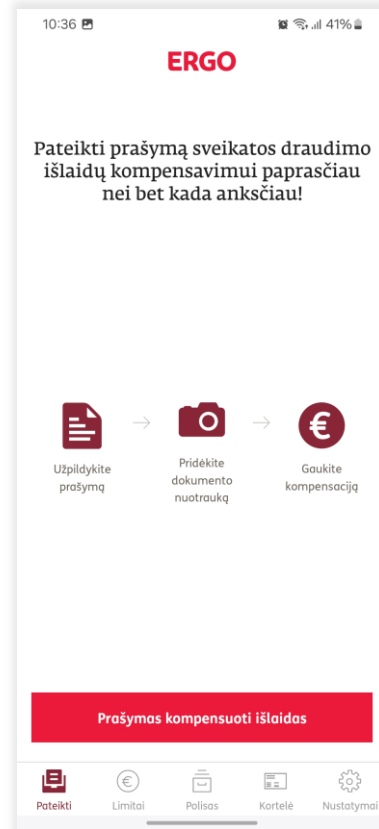 10:36 41%
ERGO
Pateikti prašymą sveikatos draudimo
išlaidų kompensavimui paprasčiau
nei bet kada anksčiau!
Užpildykite
prašymą
Pridėkite
dokumento
nuotrauką
Gaukite
kompensaciją
Prašymas kompensuoti išlaidas
Pateikti Limitai Polisas Kortelė Nustatymai